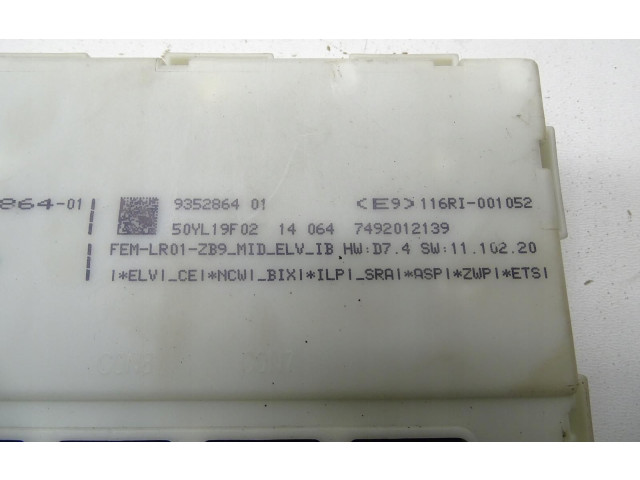 864-01
9352864 01 <E9> 116RI-001052
50YL19F02 14 064 7492012139
FEM-LR01-ZB9_MID_ELV_IB HW:D7.4 SW:11.102.20
|*ELV|_CE|*NCW|_BIX|*ILP|_SRA|*ASP|*ZWP|*ETS|